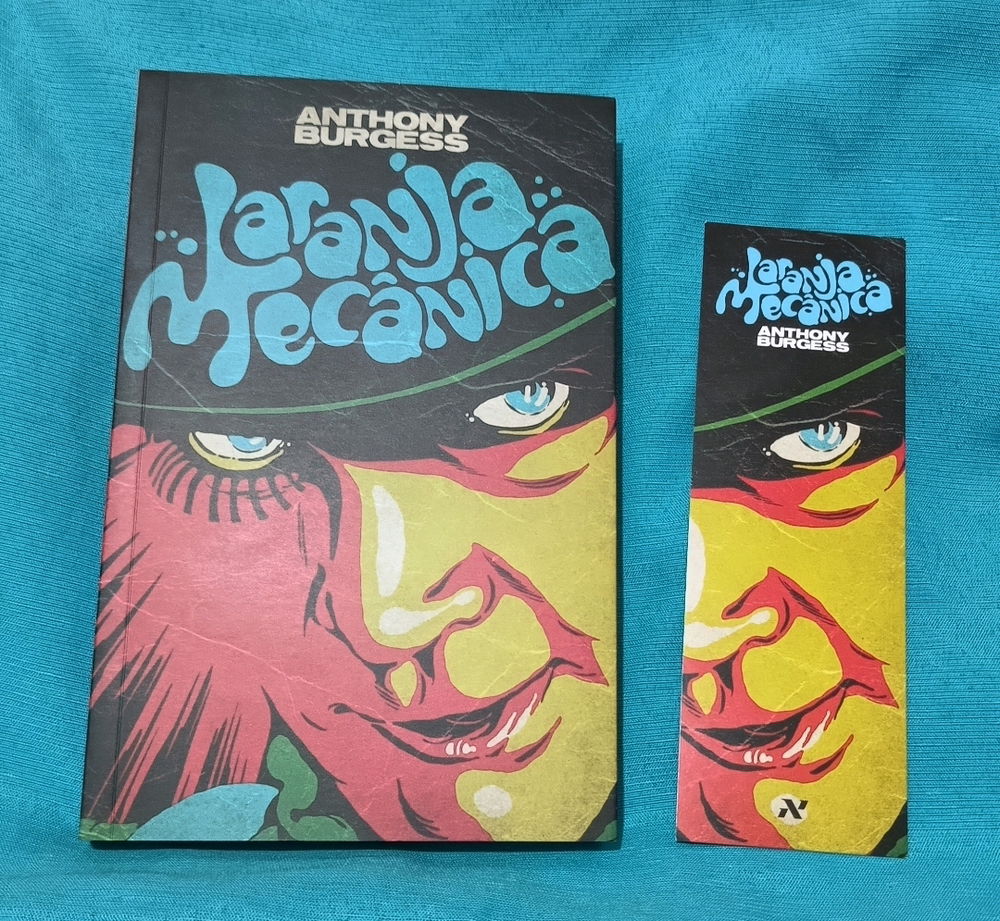 ANTHONY
BURGESS
Laranja
Mecânica
Laranja
Mecânica
ANTHONY
BURGESS